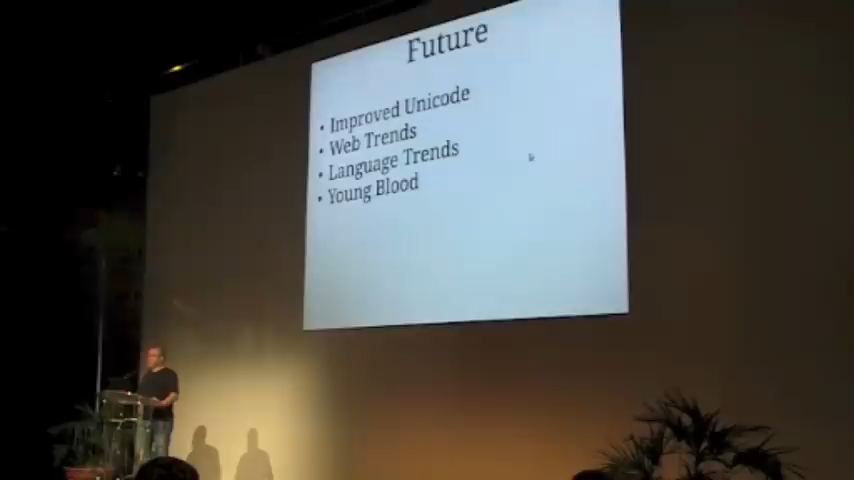 Future
• Improved Unicode
• Web Trends
• Language Trends
• Young Blood